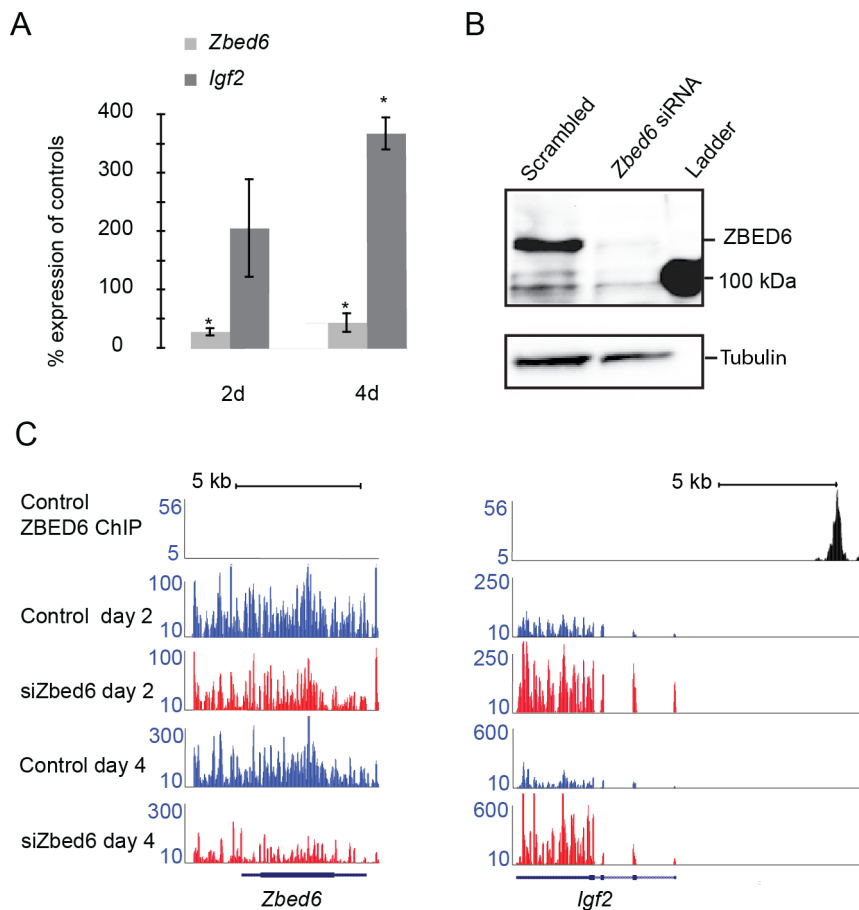 A
Zbed6
Igf2
% expression of controls
400
300
200
100
0
*
*
*
2d
4d
B
Scrambled
Zbed6 siRNA
Ladder
ZBED6
100 kDa
Tubulin
C
5 kb
5 kb
Control
ZBED6 ChIP
56
5
56
5
Control day 2
100
10
250
10
siZbed6 day 2
100
10
250
10
Control day 4
300
10
600
10
siZbed6 day 4
300
10
600
10
Zbed6
Igf2